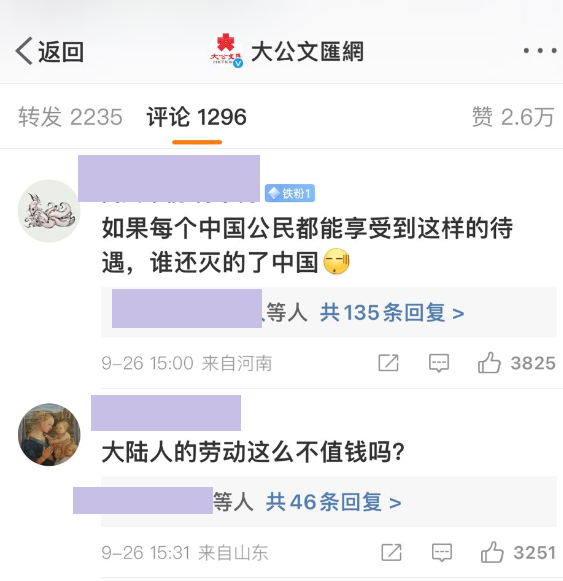 返回
大公文匯網
转发 2235
评论 1296
赞 2.6万
铁粉1
如果每个中国公民都能享受到这样的待
遇，谁还灭的了中国
等人 共135条回复 >
9-26 15:00 来自河南
3825
大陆人的劳动这么不值钱吗?
等人 共46条回复 >
9-26 15:31 来自山东
3251